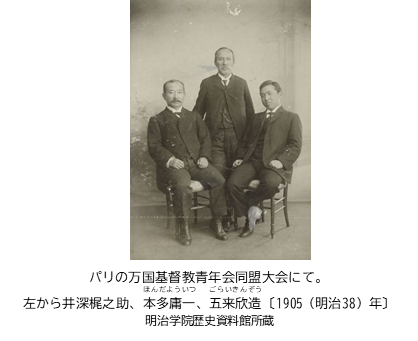 パリの万国基督教青年会同盟大会にて。
ほんだよういつ ごらいきんぞう
左から井深梶之助、本多庸一、五来欣造〔1905（明治38）年〕
明治学院歴史資料館所蔵